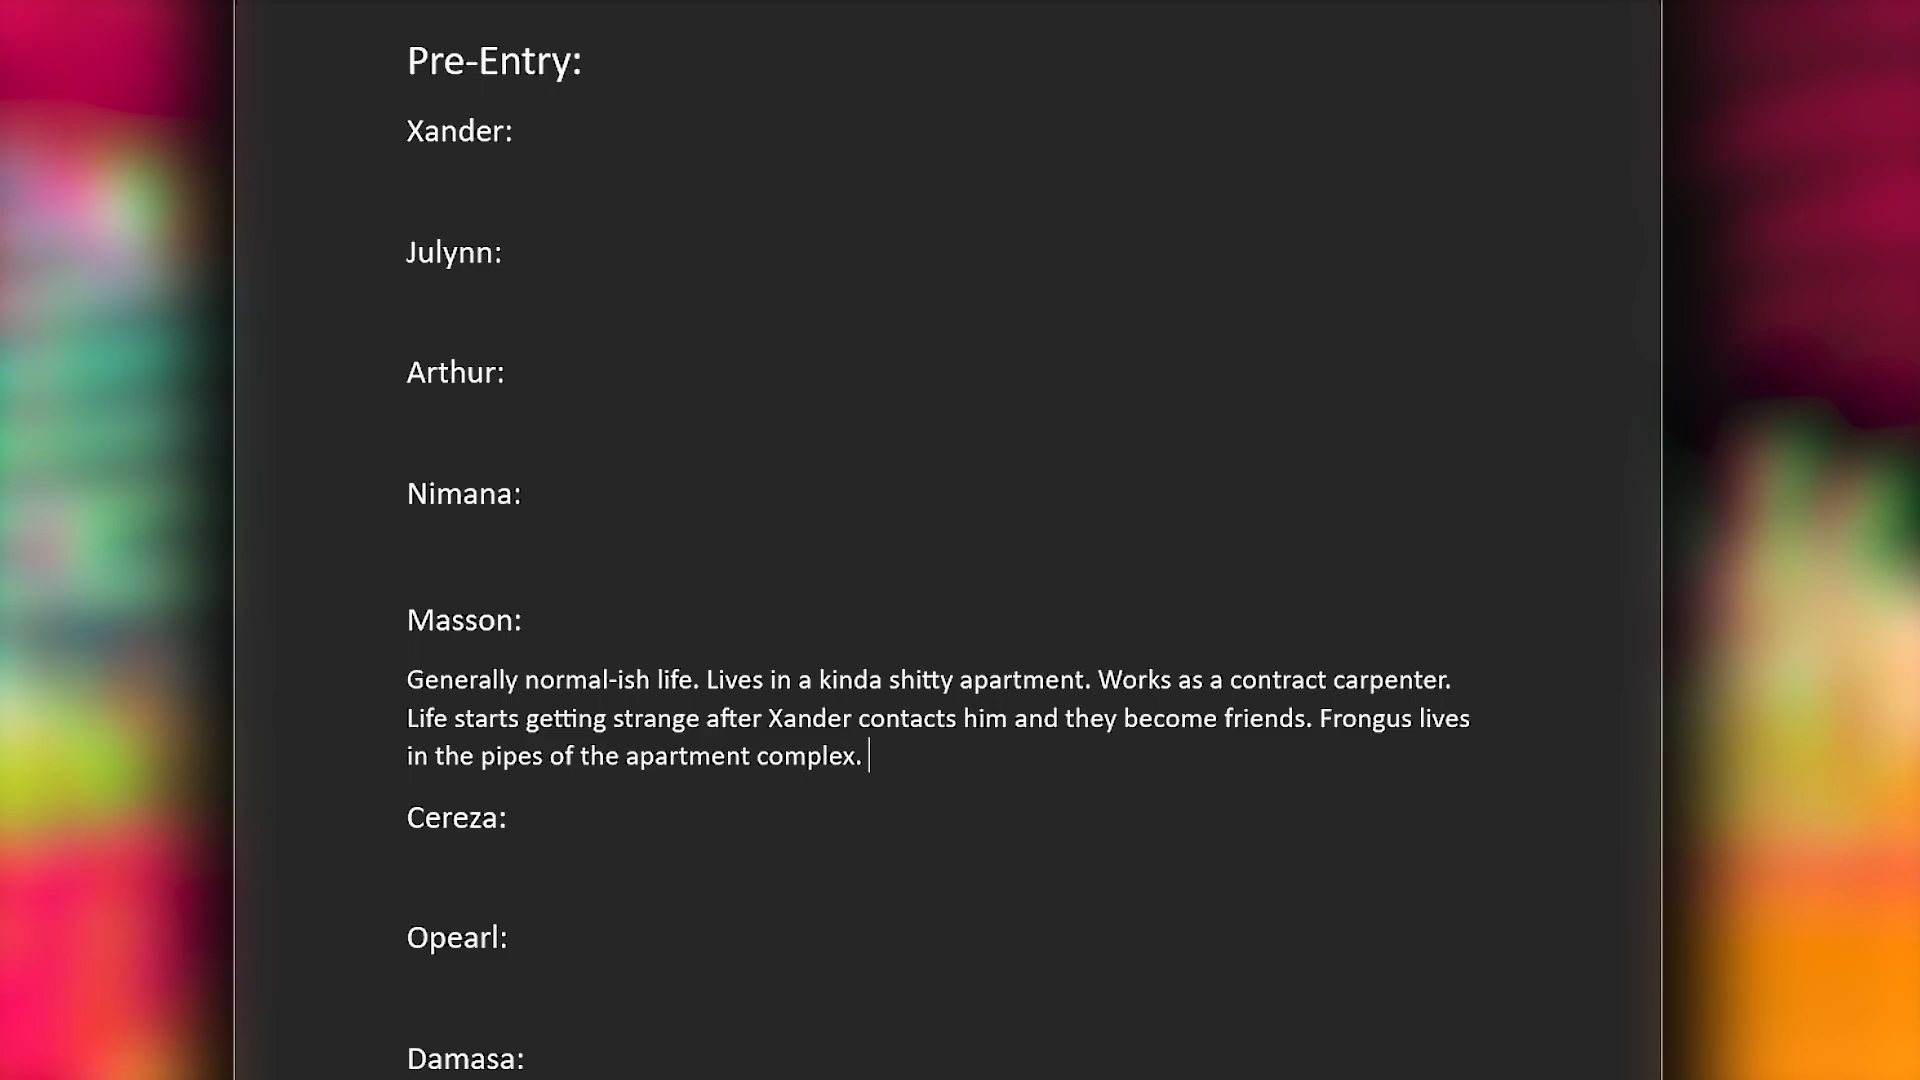 Pre-Entry:
Xander:
Julynn:
Arthur:
Nimana:
Masson:
Generally normal-ish life. Lives in a kinda shitty apartment. Works as a contract carpenter.
Life starts getting strange after Xander contacts him and they become friends. Frongus lives
in the pipes of the apartment complex.
Cereza:
Opearl:
Damasa: